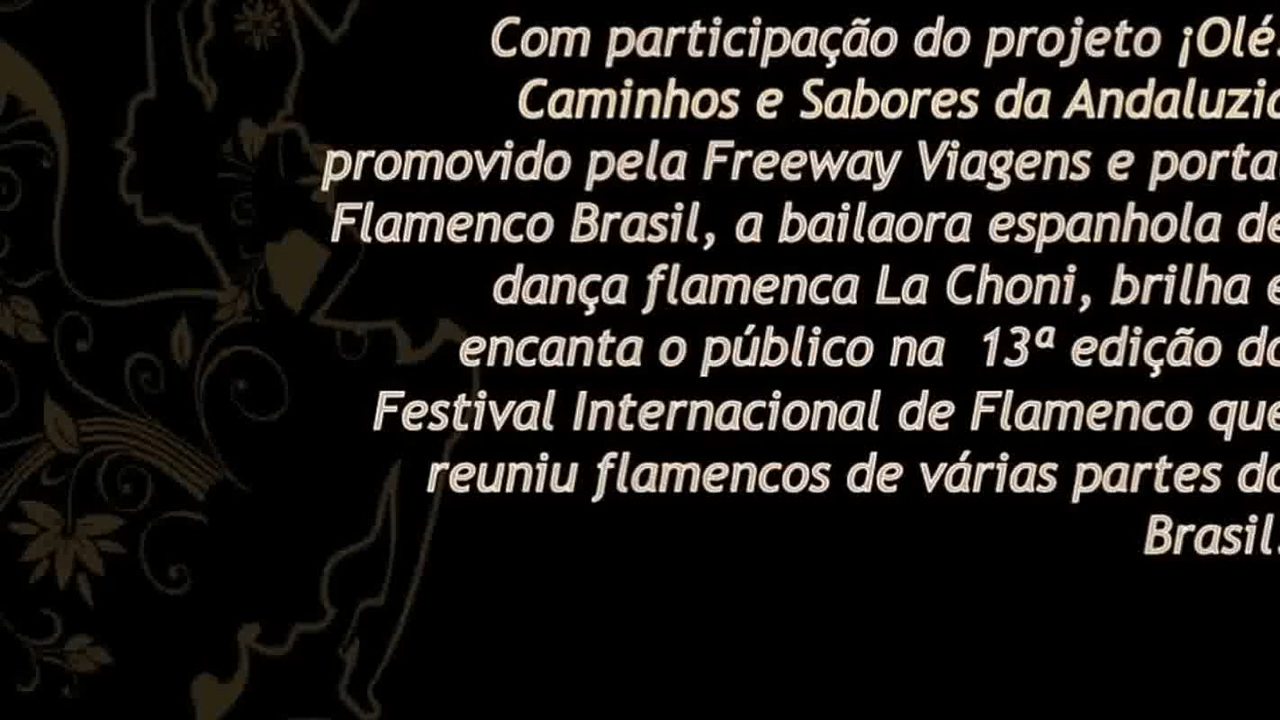 Com participação do projeto ¡Olé!
Caminhos e Sabores da Andaluzia
promovido pela Freeway Viagens e portal
Flamenco Brasil, a bailaora espanhola de
dança flamenca La Choni, brilha e
encanta o público na 13ª edição do
Festival Internacional de Flamenco que
reuniu flamencos de várias partes do
Brasil.